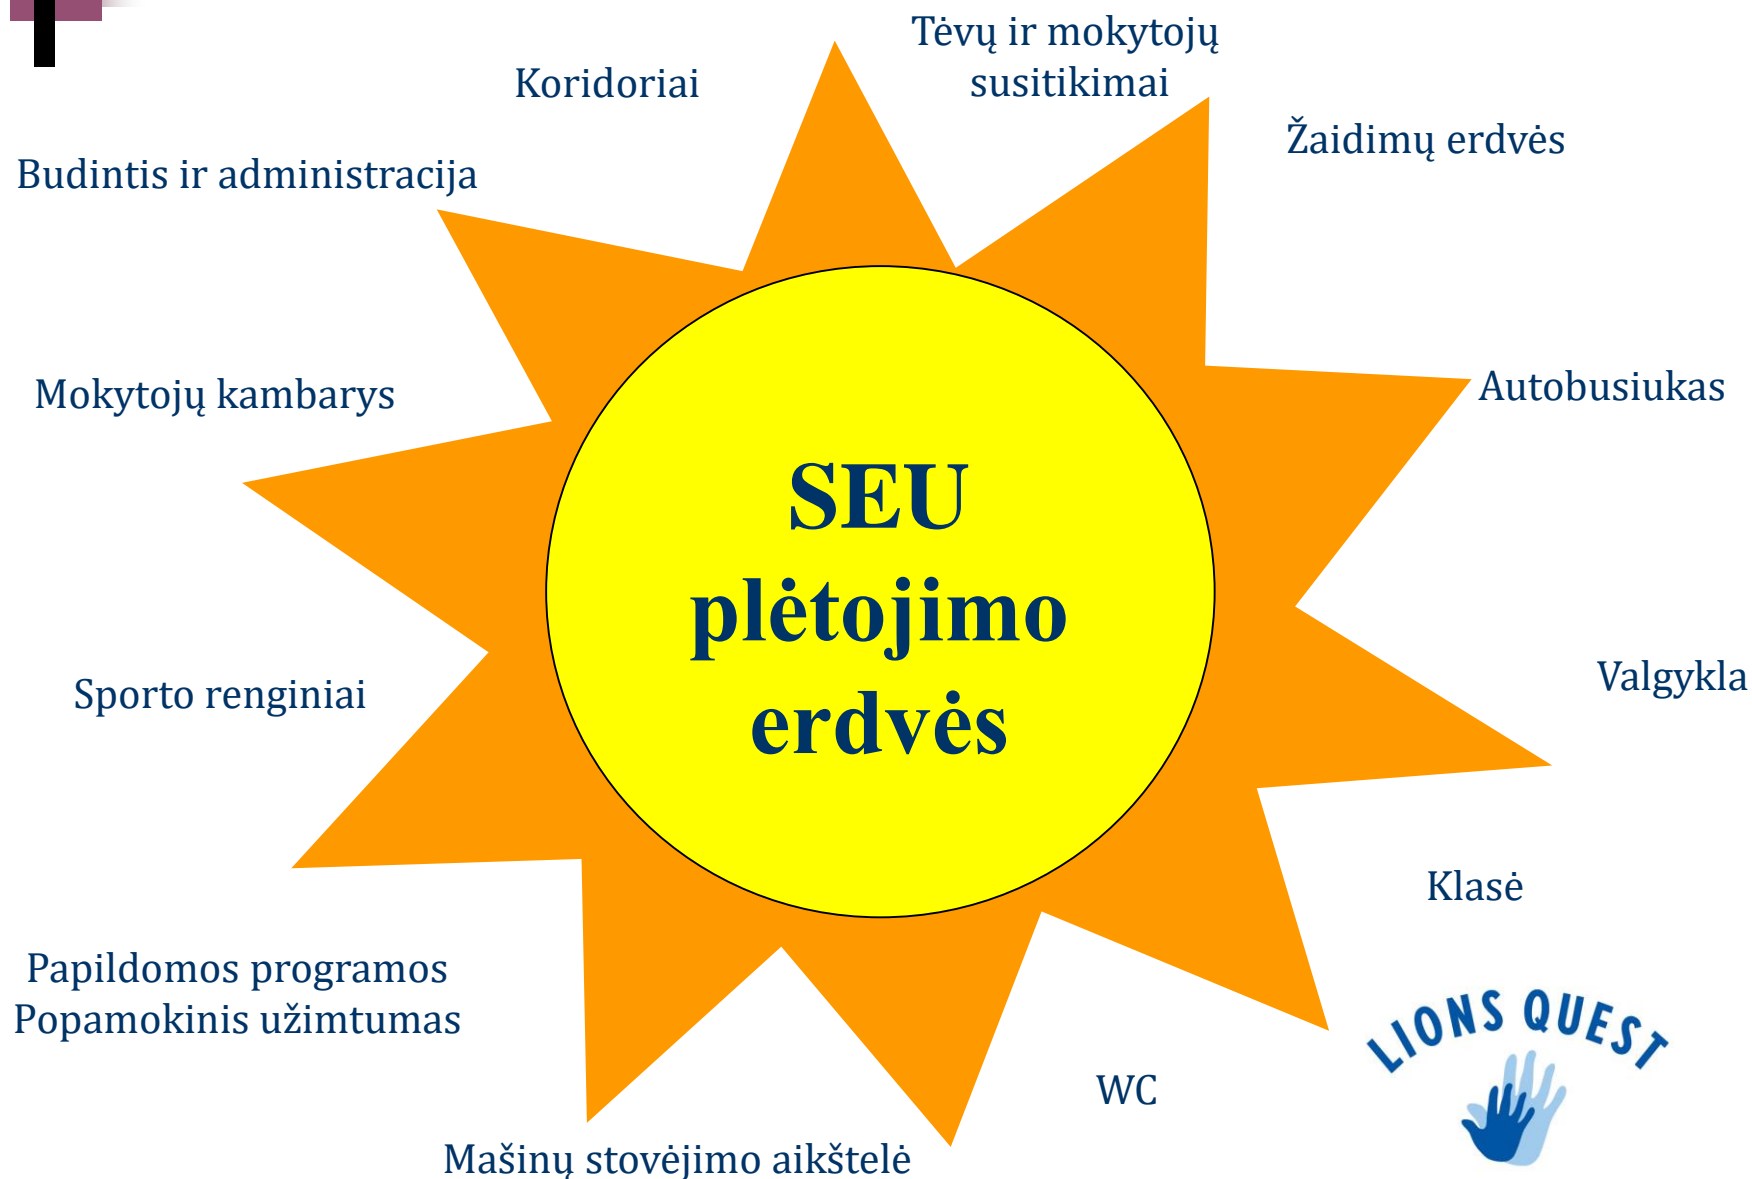 Tėvų ir mokytojų
susitikimai
Koridoriai
Žaidimų erdvės
Budintis ir administracija
Mokytojų kambarys
Autobusiukas
SEU
plėtojimo
erdvės
Sporto renginiai
Valgykla
Klasė
Papildomos programos
Popamokinis užimtumas
LIONS QUEST
WC
Mašinų stovėjimo aikštelė